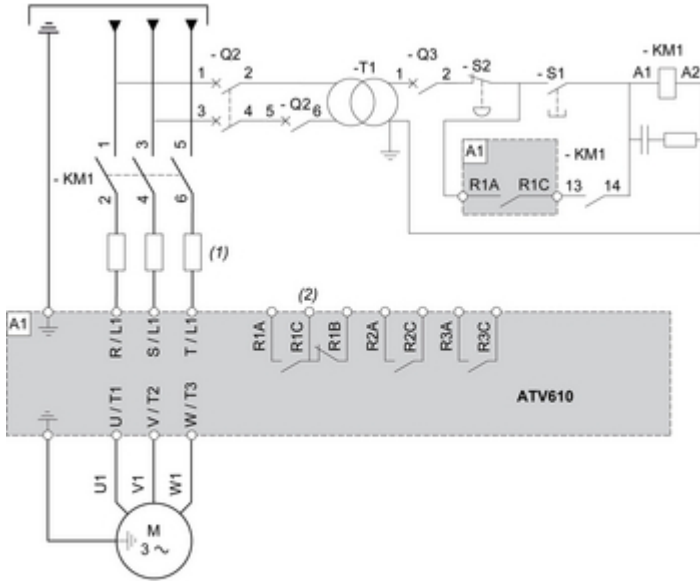 - Q2
1
2
-T1
- Q3
1
2
- S2
- S1
- KM1
A1
A2
3
4
5
- Q2
6
1
3
5
- KM1
2
4
6
A1
R1A
R1C
- KM1
13
14
(1)
(2)
A1
R / L1
S / L1
T / L1
R1A
R1C
R1B
R2A
R2C
R3A
R3C
ATV610
U / T1
V / T2
W / T3
U1
V1
W1
M
3 ~